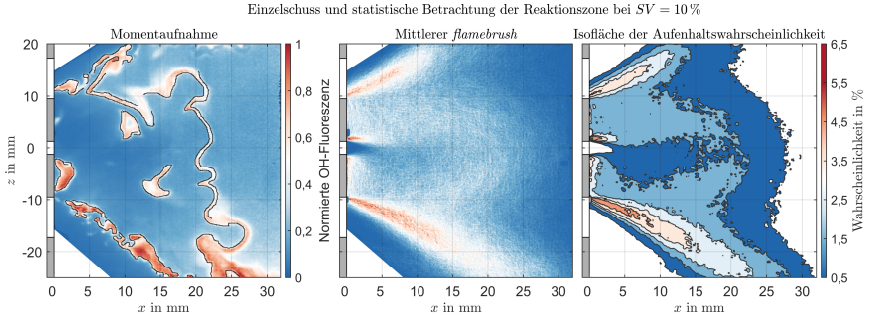 Einzelschuss und statistische Betrachtung der Reaktionszone bei SV = 10 %
Momentaufnahme
Mittlerer flamebrush
Isofläche der Aufenhaltswahrscheinlichkeit
20
10
0
-10
-20
z in mm
0 5 10 15 20 25 30
x in mm
1
0,8
0,6
0,4
0,2
0
Normierte OH-Fluoreszenz
0 5 10 15 20 25 30
x in mm
0 5 10 15 20 25 30
x in mm
6,5
5,5
4,5
3,5
2,5
1,5
0,5
Wahrscheinlichkeit in %